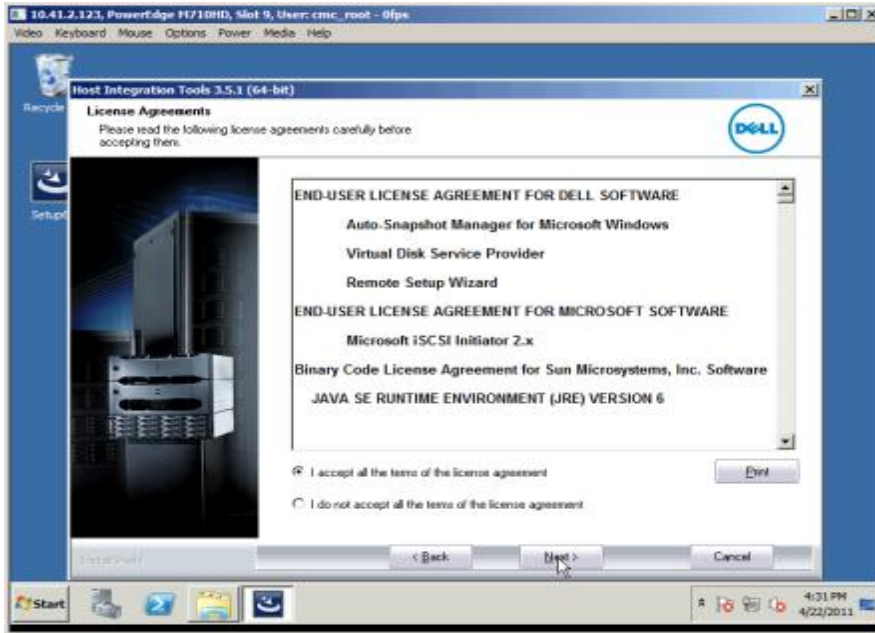 10.41.2.123, PowerEdge M710HD, Slot 9, User: cmc_root - 0fps
Video Keyboard Mouse Options Power Media Help
Recycle
Host Integration Tools 3.5.1 (64-bit)
License Agreements
Please read the following license agreements carefully before
accepting them.
DELL
END-USER LICENSE AGREEMENT FOR DELL SOFTWARE
Auto-Snapshot Manager for Microsoft Windows
Virtual Disk Service Provider
Remote Setup Wizard
END-USER LICENSE AGREEMENT FOR MICROSOFT SOFTWARE
Microsoft iSCSI Initiator 2.x
Binary Code License Agreement for Sun Microsystems, Inc. Software
JAVA SE RUNTIME ENVIRONMENT (JRE) VERSION 6
I accept all the terms of the license agreement
Print
I do not accept all the terms of the license agreement
InstallShield
< Back
Next >
Cancel
Start
4:31 PM
4/22/2011